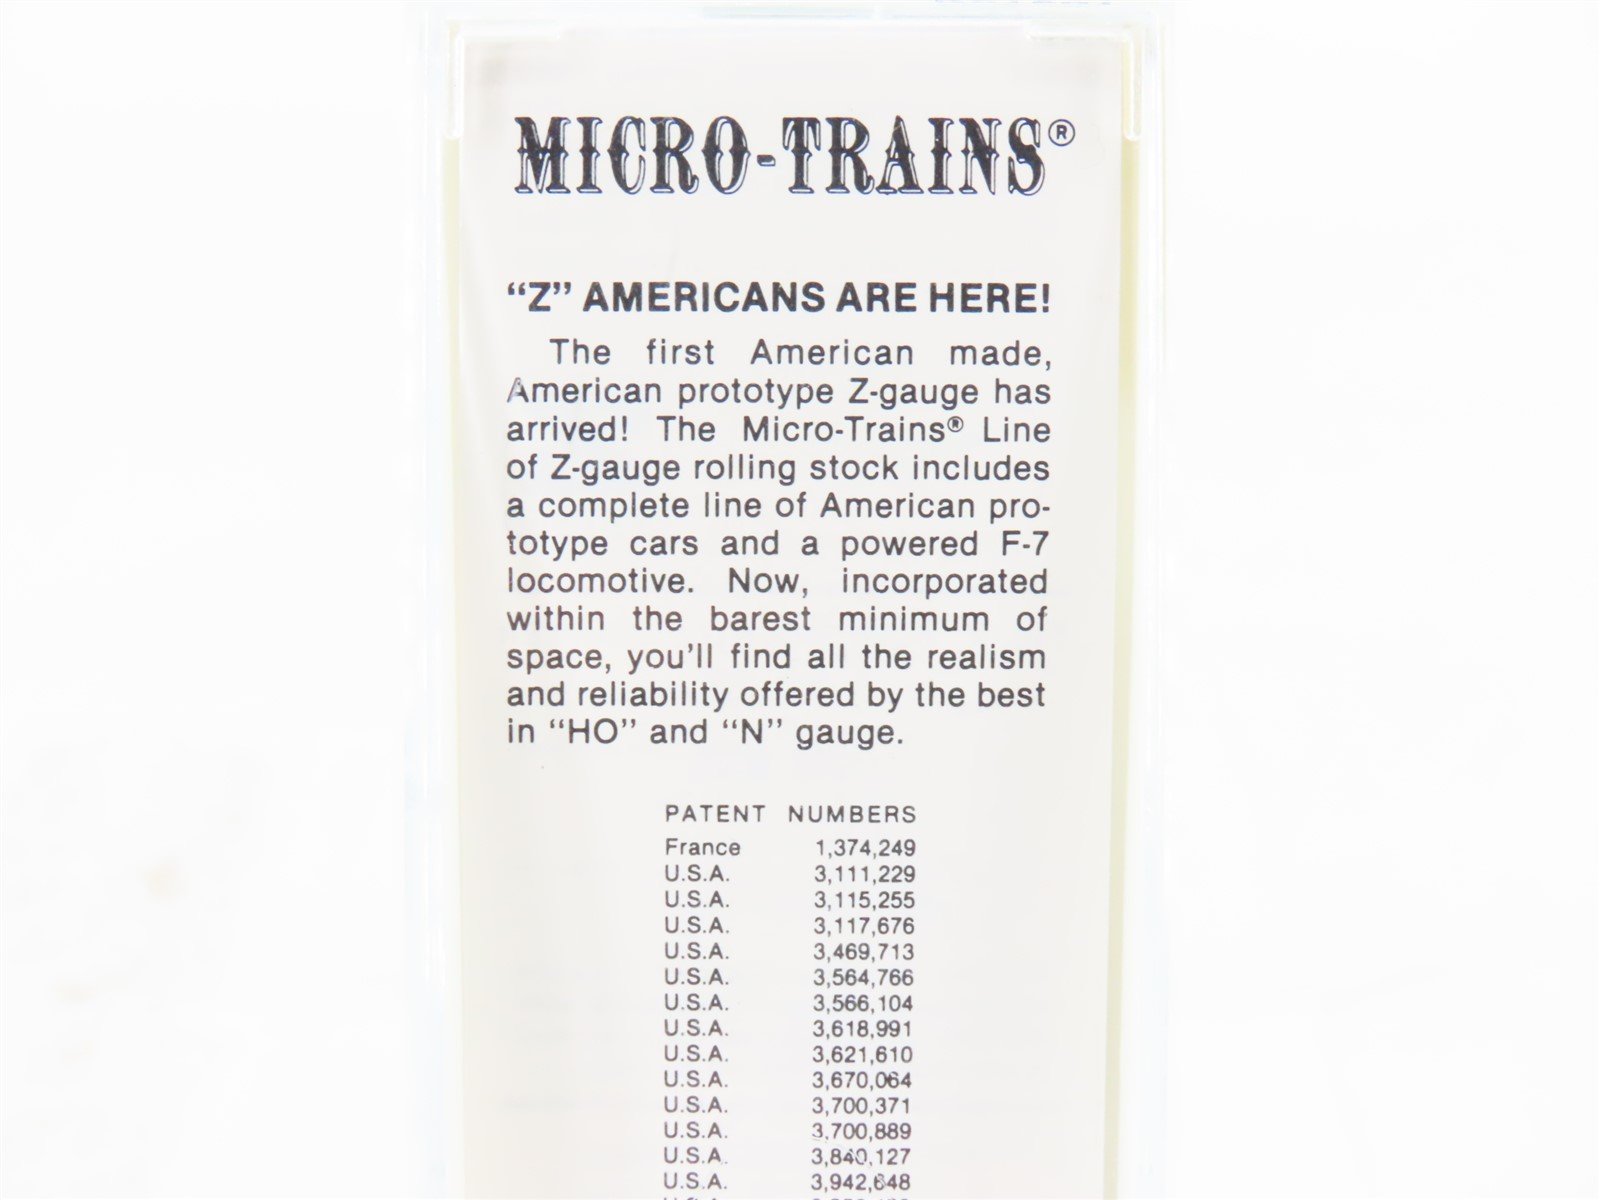 MICRO-TRAINS®
“Z” AMERICANS ARE HERE!
The first American made,
American prototype Z-gauge has
arrived! The Micro-Trains® Line
of Z-gauge rolling stock includes
a complete line of American pro-
totype cars and a powered F-7
locomotive. Now, incorporated
within the barest minimum of
space, you'll find all the realism
and reliability offered by the best
in “HO” and “N” gauge.
PATENT NUMBERS
France 1,374,249
U.S.A. 3,111,229
U.S.A. 3,115,255
U.S.A. 3,117,676
U.S.A. 3,469,713
U.S.A. 3,564,766
U.S.A. 3,566,104
U.S.A. 3,618,991
U.S.A. 3,621,610
U.S.A. 3,670,064
U.S.A. 3,700,371
U.S.A. 3,700,889
U.S.A. 3,840,127
U.S.A. 3,942,648